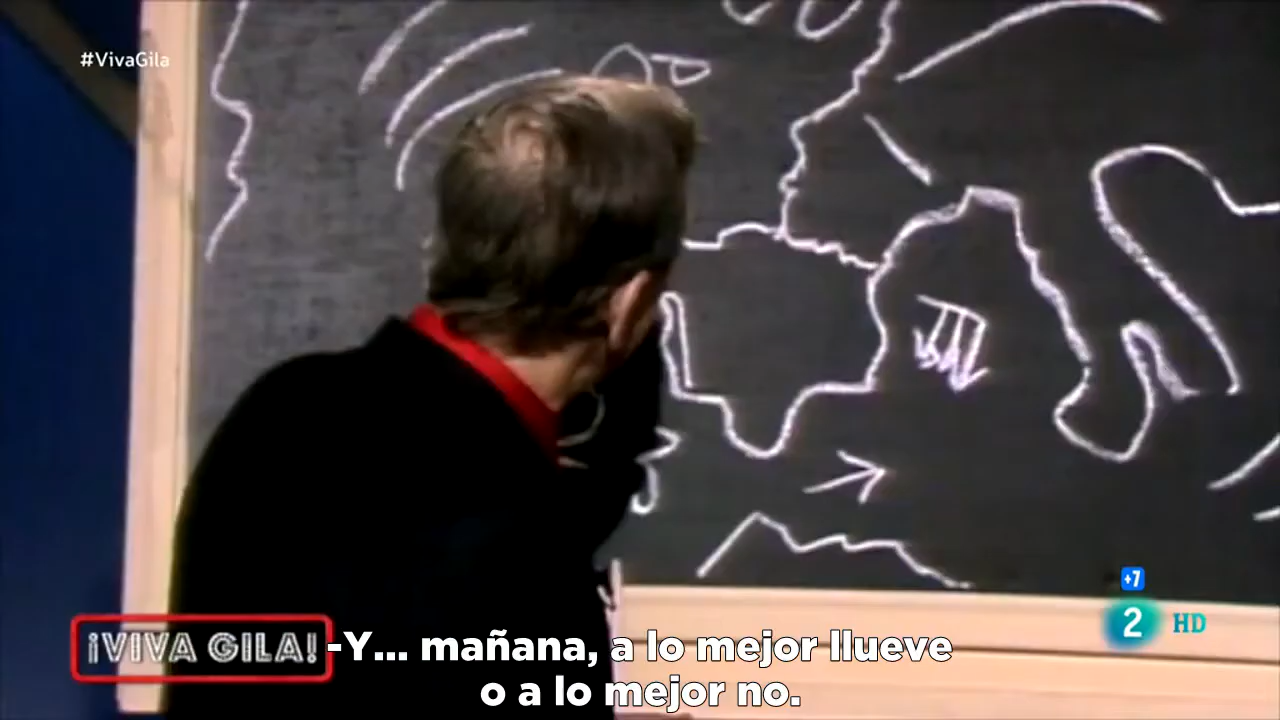 #VivaGila
+7
2 HD
¡VIVA GILA!
-Y... mañana, a lo mejor llueve
o a lo mejor no.